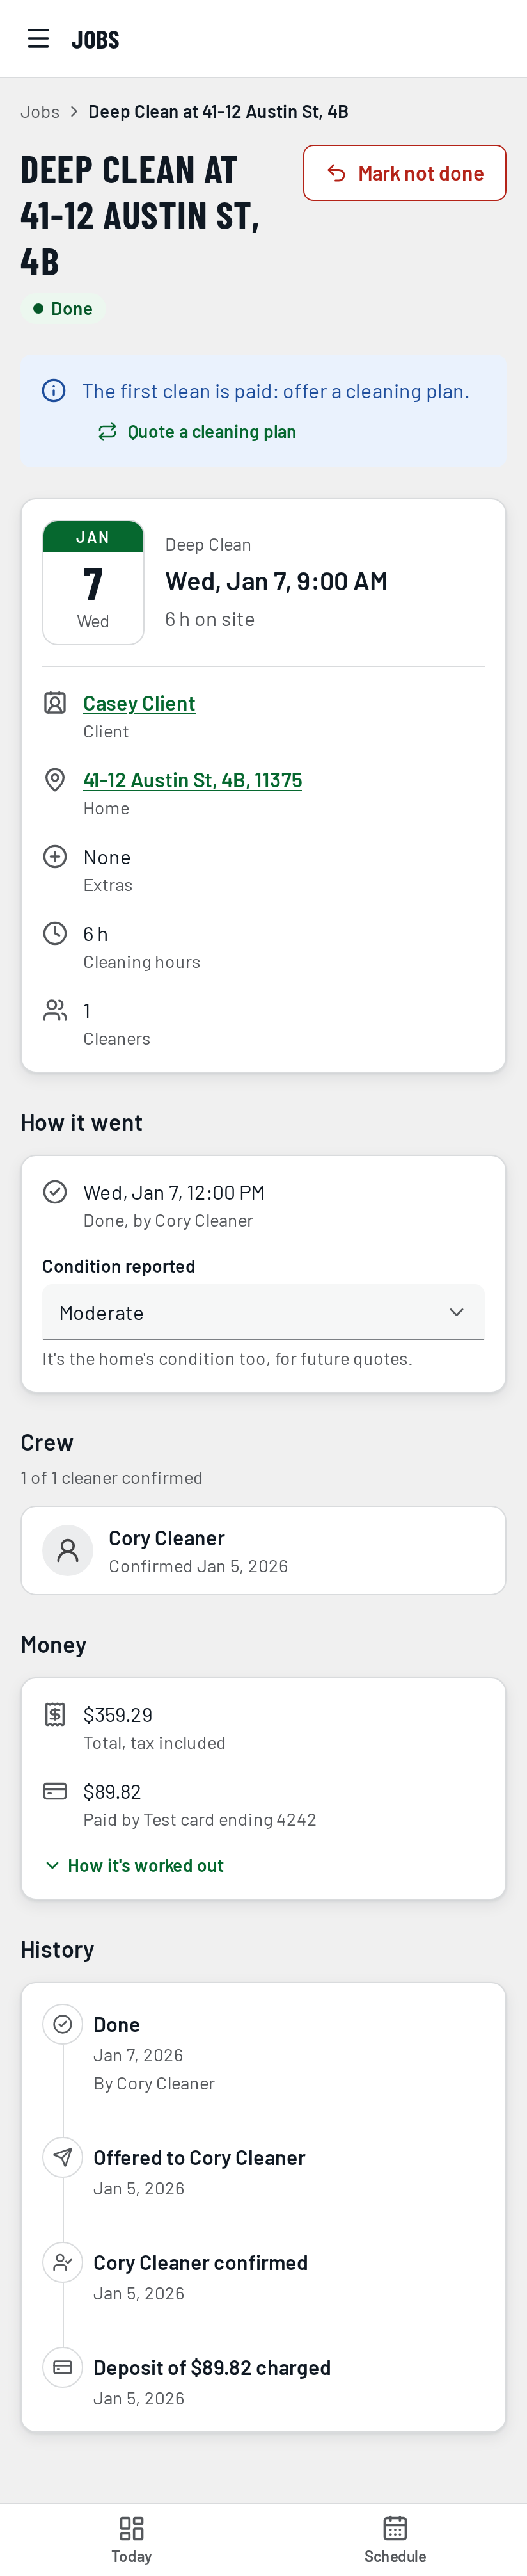 JOBS
Jobs > Deep Clean at 41-12 Austin St, 4B
DEEP CLEAN AT
41-12 AUSTIN ST,
4B
Mark not done
Done
The first clean is paid: offer a cleaning plan.
Quote a cleaning plan
JAN
7
Wed
Deep Clean
Wed, Jan 7, 9:00 AM
6 h on site
Casey Client
Client
41-12 Austin St, 4B, 11375
Home
None
Extras
6 h
Cleaning hours
1
Cleaners
How it went
Wed, Jan 7, 12:00 PM
Done, by Cory Cleaner
Condition reported
Moderate
It's the home's condition too, for future quotes.
Crew
1 of 1 cleaner confirmed
Cory Cleaner
Confirmed Jan 5, 2026
Money
$359.29
Total, tax included
$89.82
Paid by Test card ending 4242
How it's worked out
History
Done
Jan 7, 2026
By Cory Cleaner
Offered to Cory Cleaner
Jan 5, 2026
Cory Cleaner confirmed
Jan 5, 2026
Deposit of $89.82 charged
Jan 5, 2026
Today
Schedule